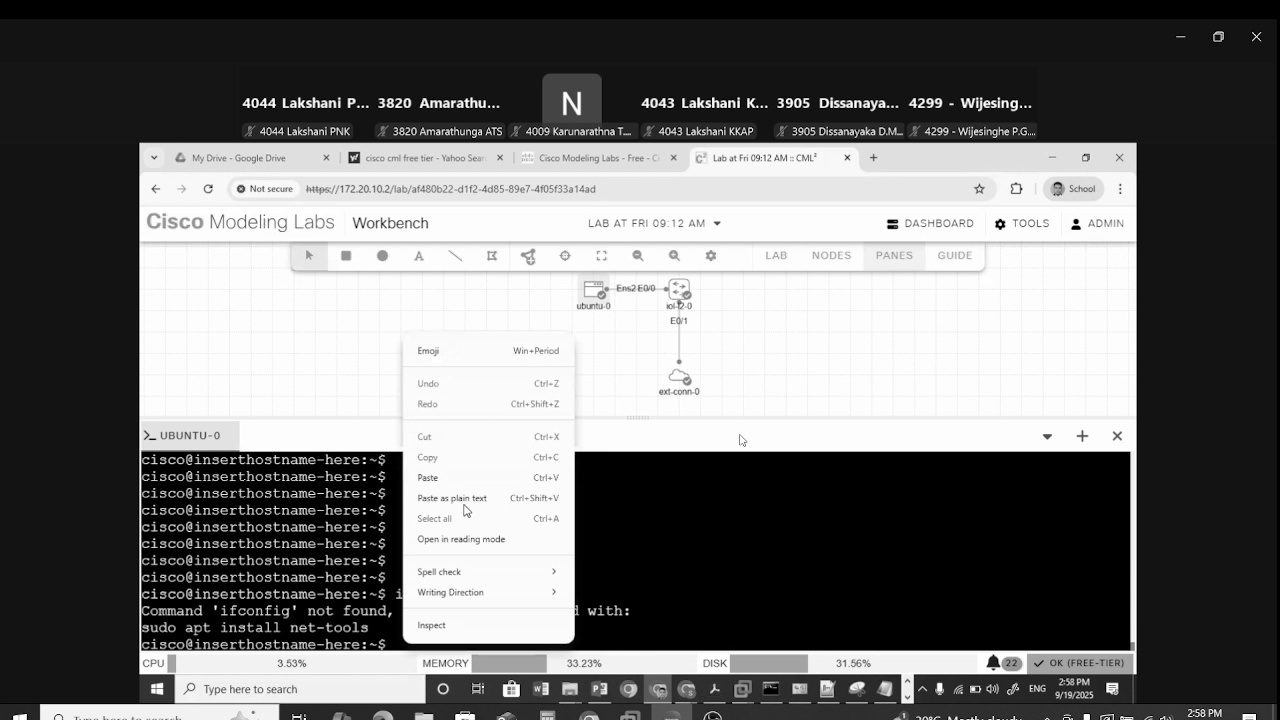 4044 Lakshani P... 3820 Amarathu... N 4043 Lakshani K... 3905 Dissanaya... 4299 - Wijesing...
4044 Lakshani PNK 3820 Amarathunga ATS 4009 Karunarathna T... 4043 Lakshani KKAP 3905 Dissanayaka D.M... 4299 - Wijesinghe P.G....
My Drive - Google Drive cisco cml free tier - Yahoo Sear Cisco Modeling Labs - Free - C Lab at Fri 09:12 AM :: CML²
Not secure https://172.20.10.2/lab/af480b22-d1f2-4d85-89e7-4f05f33a14ad School
Cisco Modeling Labs Workbench LAB AT FRI 09:12 AM DASHBOARD TOOLS ADMIN
A LAB NODES PANES GUIDE
Ens2 E0/0
ubuntu-0 iol-l2-0
E0/1
ext-conn-0
Emoji Win+Period
Undo Ctrl+Z
Redo Ctrl+Shift+Z
Cut Ctrl+X
Copy Ctrl+C
Paste Ctrl+V
Paste as plain text Ctrl+Shift+V
Select all Ctrl+A
Open in reading mode
Spell check
Writing Direction
Inspect
UBUNTU-0
cisco@inserthostname-here:~$
cisco@inserthostname-here:~$
cisco@inserthostname-here:~$
cisco@inserthostname-here:~$
cisco@inserthostname-here:~$
cisco@inserthostname-here:~$
cisco@inserthostname-here:~$
cisco@inserthostname-here:~$
cisco@inserthostname-here:~$ i
Command 'ifconfig' not found, d with:
sudo apt install net-tools
cisco@inserthostname-here:~$
CPU 3.53% MEMORY 33.23% DISK 31.56% 22 OK (FREE-TIER)
Type here to search ENG 2:58 PM
9/19/2025
Type here to search Mostly cloudy 2:58 PM